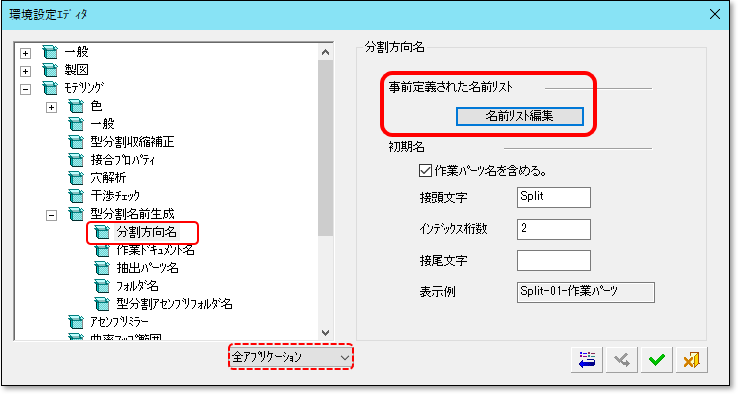 環境設定ｴﾃﾞｨﾀ
一般
製図
ﾓﾃﾞﾘﾝｸﾞ
色
一般
型分割収縮補正
接合ﾌﾟﾛﾊﾟﾃｨ
穴解析
干渉ﾁｪｯｸ
型分割名前生成
分割方向名
作業ﾄﾞｷｭﾒﾝﾄ名
抽出ﾊﾟｰﾂ名
ﾌｫﾙﾀﾞ名
型分割ｱｾﾝﾌﾞﾘﾌｫﾙﾀﾞ名
ｱｾﾝﾌﾞﾘﾐﾗｰ
曲率ﾏｯﾌﾟ範囲
全ｱﾌﾟﾘｹｰｼｮﾝ
分割方向名
事前定義された名前ﾘｽﾄ
名前ﾘｽﾄ編集
初期名
作業ﾊﾟｰﾂ名を含める。
接頭文字 Split
ｲﾝﾃﾞｯｸｽ桁数 2
接尾文字
表示例 Split-01-作業ﾊﾟｰﾂ